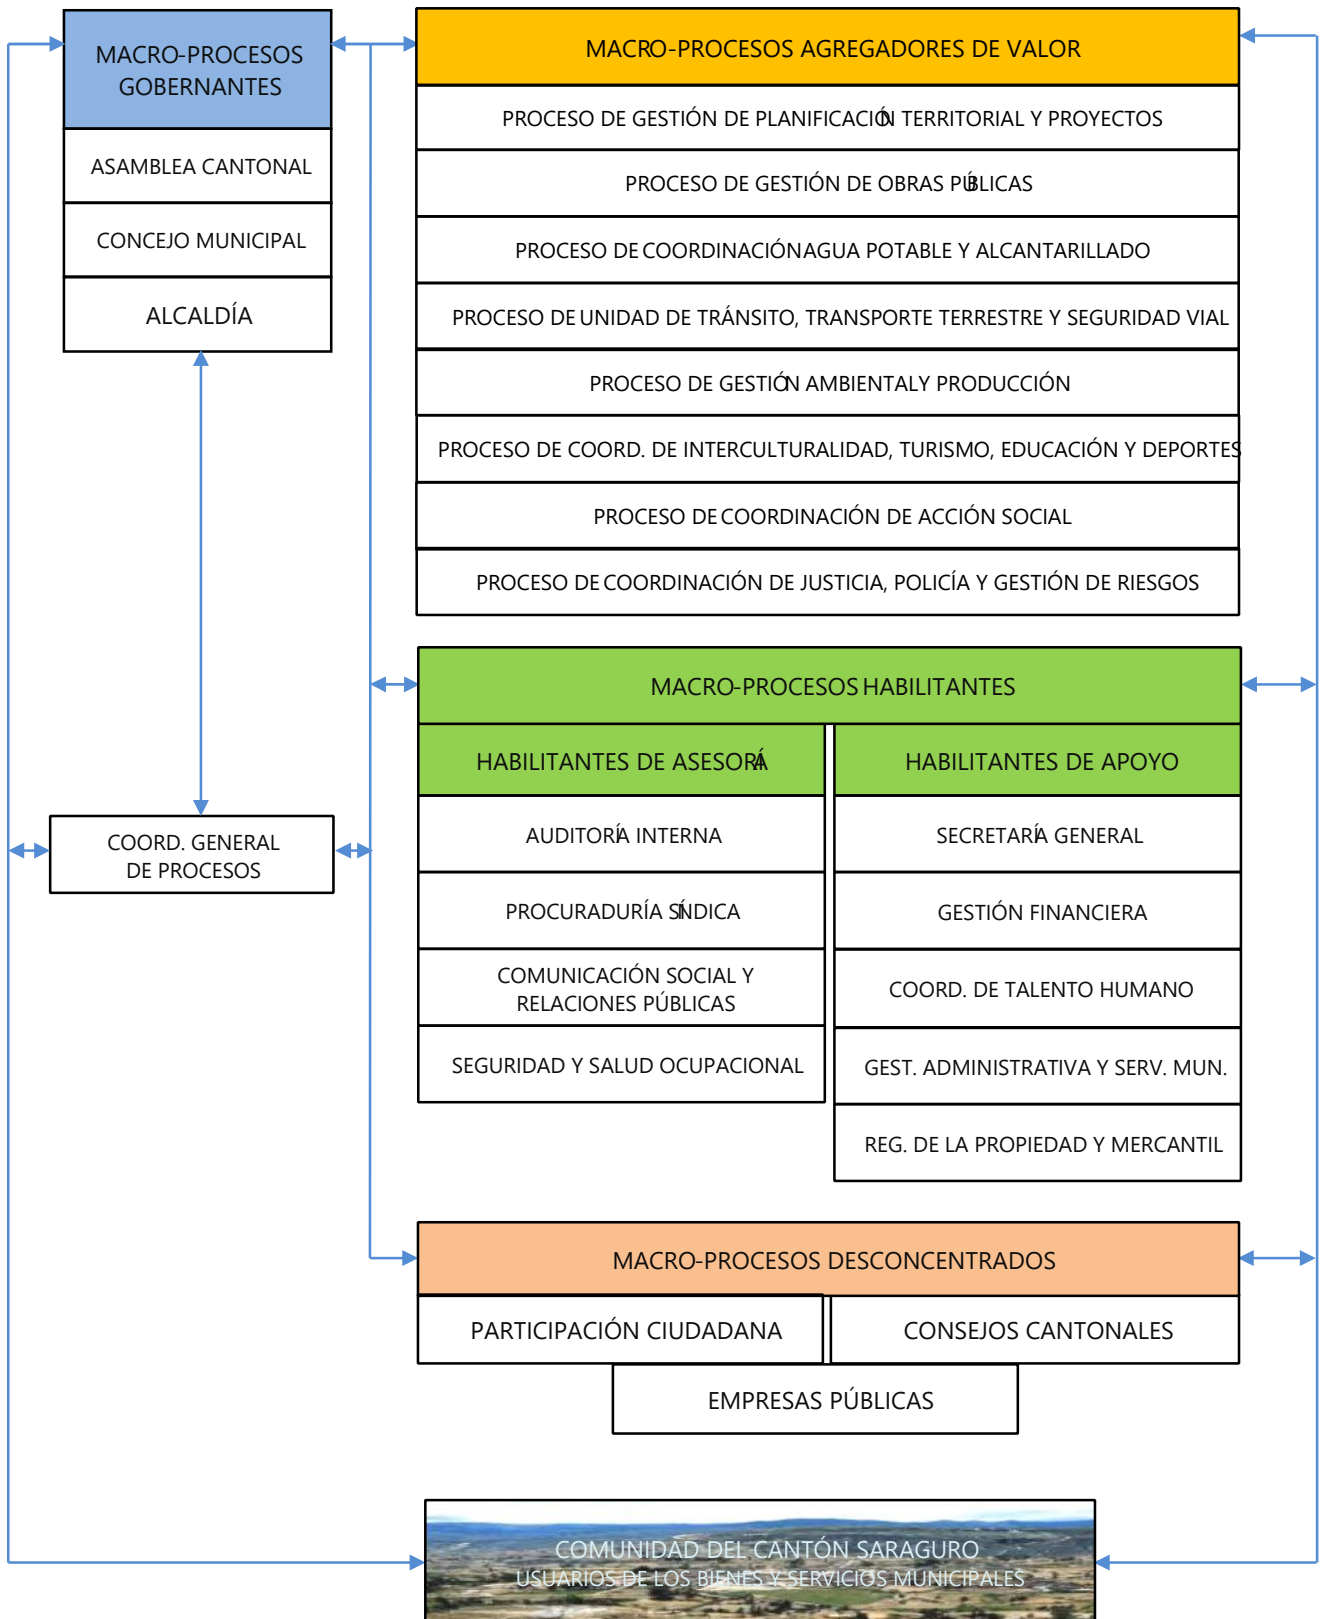 MACRO-PROCESOS
GOBERNANTES
ASAMBLEA CANTONAL
CONCEJO MUNICIPAL
ALCALDÍA
COORD. GENERAL
DE PROCESOS
MACRO-PROCESOS AGREGADORES DE VALOR
PROCESO DE GESTIÓN DE PLANIFICACIÓN TERRITORIAL Y PROYECTOS
PROCESO DE GESTIÓN DE OBRAS PÚBLICAS
PROCESO DE COORDINACIÓN AGUA POTABLE Y ALCANTARILLADO
PROCESO DE UNIDAD DE TRÁNSITO, TRANSPORTE TERRESTRE Y SEGURIDAD VIAL
PROCESO DE GESTIÓN AMBIENTAL Y PRODUCCIÓN
PROCESO DE COORD. DE INTERCULTURALIDAD, TURISMO, EDUCACIÓN Y DEPORTES
PROCESO DE COORDINACIÓN DE ACCIÓN SOCIAL
PROCESO DE COORDINACIÓN DE JUSTICIA, POLICÍA Y GESTIÓN DE RIESGOS
MACRO-PROCESOS HABILITANTES
HABILITANTES DE ASESORÍA
AUDITORÍA INTERNA
PROCURADURÍA SÍNDICA
COMUNICACIÓN SOCIAL Y
RELACIONES PÚBLICAS
SEGURIDAD Y SALUD OCUPACIONAL
HABILITANTES DE APOYO
SECRETARÍA GENERAL
GESTIÓN FINANCIERA
COORD. DE TALENTO HUMANO
GEST. ADMINISTRATIVA Y SERV. MUN.
REG. DE LA PROPIEDAD Y MERCANTIL
MACRO-PROCESOS DESCONCENTRADOS
PARTICIPACIÓN CIUDADANA
CONSEJOS CANTONALES
EMPRESAS PÚBLICAS
COMUNIDAD DEL CANTÓN SARAGURO
USUARIOS DE LOS BIENES Y SERVICIOS MUNICIPALES